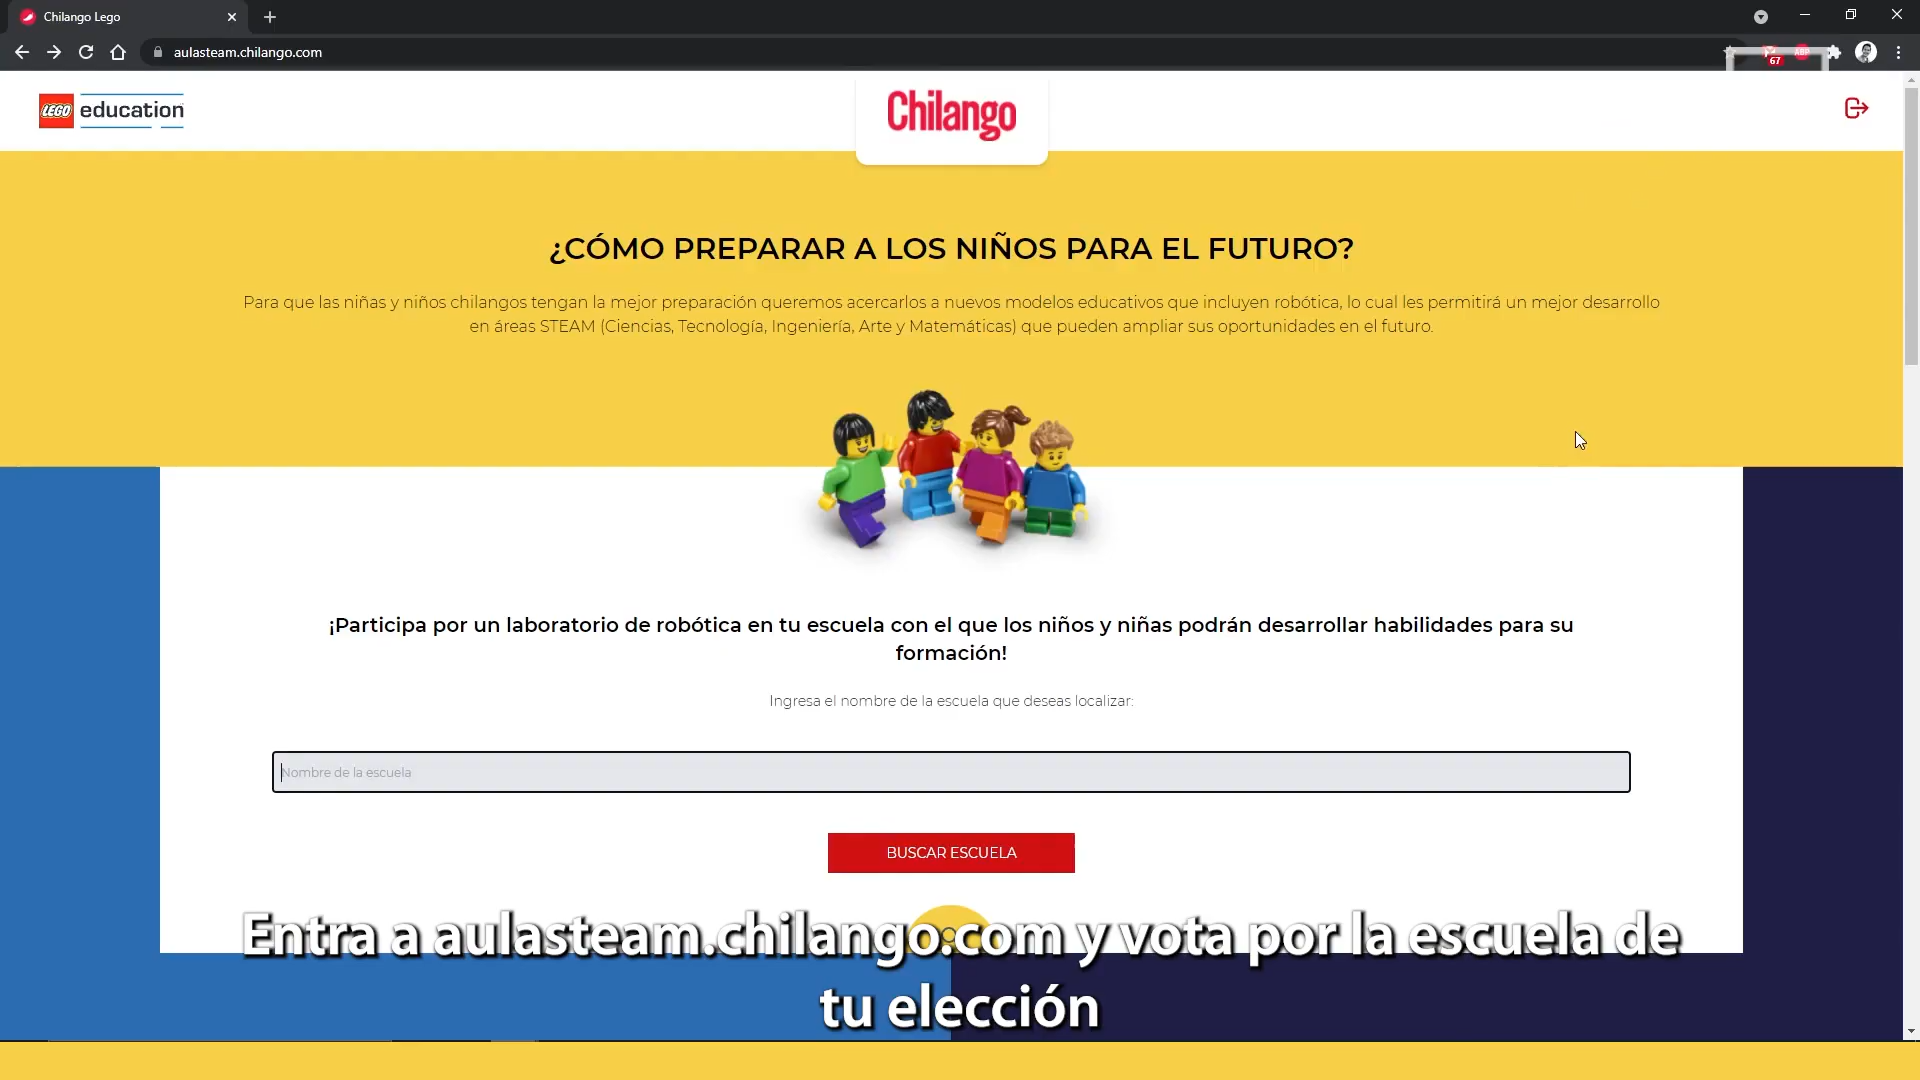 Chilango Lego
aulasteam.chilango.com
67
ABP
LEGO education
Chilango
¿CÓMO PREPARAR A LOS NIÑOS PARA EL FUTURO?
Para que las niñas y niños chilangos tengan la mejor preparación queremos acercarlos a nuevos modelos educativos que incluyen robótica, lo cual les permitirá un mejor desarrollo
en áreas STEAM (Ciencias, Tecnología, Ingeniería, Arte y Matemáticas) que pueden ampliar sus oportunidades en el futuro.
¡Participa por un laboratorio de robótica en tu escuela con el que los niños y niñas podrán desarrollar habilidades para su
formación!
Ingresa el nombre de la escuela que deseas localizar:
Nombre de la escuela
BUSCAR ESCUELA
Entra a aulasteam.chilango.com y vota por la escuela de
tu elección